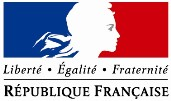 Liberté • Égalité • Fraternité
RÉPUBLIQUE FRANÇAISE